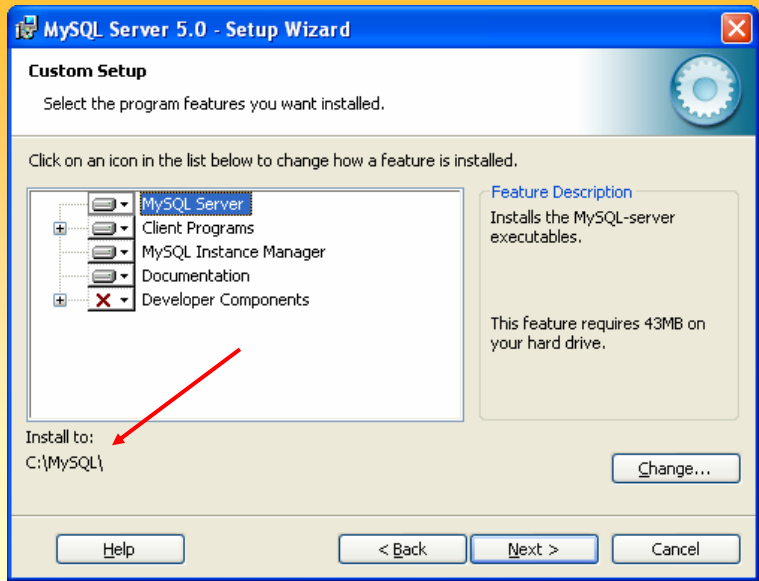 MySQL Server 5.0 - Setup Wizard
Custom Setup
Select the program features you want installed.
Click on an icon in the list below to change how a feature is installed.
MySQL Server
Client Programs
MySQL Instance Manager
Documentation
Developer Components
Feature Description
Installs the MySQL-server
executables.
This feature requires 43MB on
your hard drive.
Install to:
C:\MySQL\
Change...
Help
< Back
Next >
Cancel